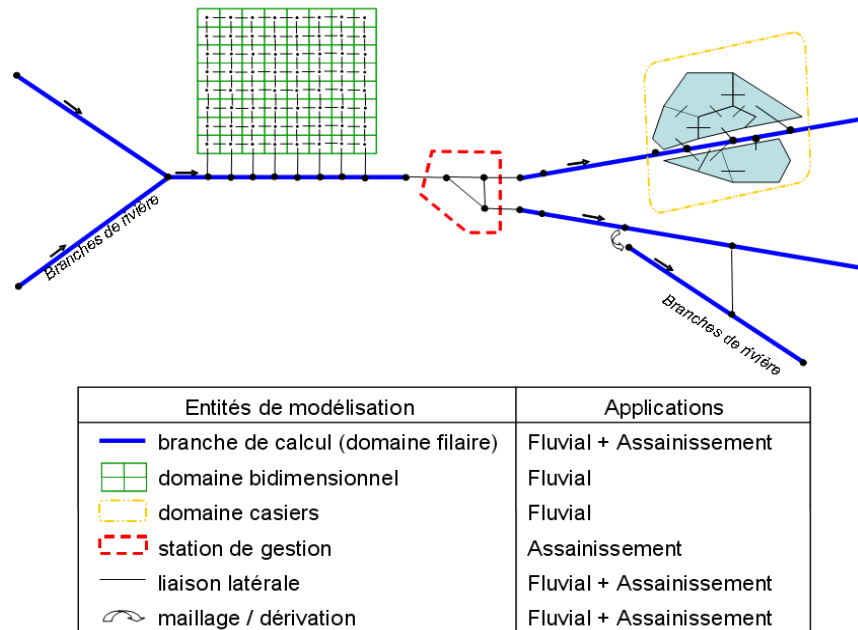 Branches de rivière
Branches de rivière
Entités de modélisation Applications
branche de calcul (domaine filaire) Fluvial + Assainissement
domaine bidimensionnel Fluvial
domaine casiers Fluvial
station de gestion Assainissement
liaison latérale Fluvial + Assainissement
maillage / dérivation Fluvial + Assainissement